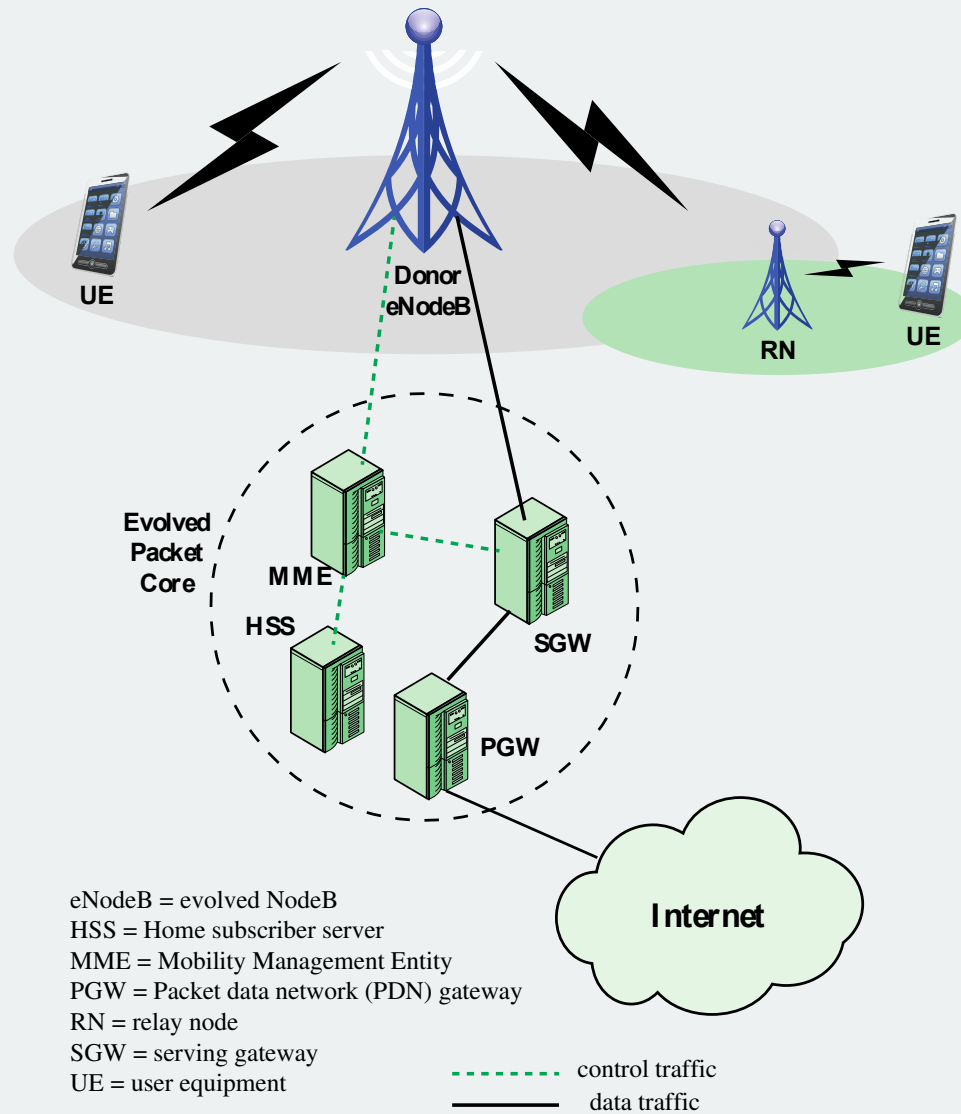 UE
Donor
eNodeB
RN
UE
Evolved
Packet
Core
MME
HSS
SGW
PGW
Internet
eNodeB = evolved NodeB
HSS = Home subscriber server
MME = Mobility Management Entity
PGW = Packet data network (PDN) gateway
RN = relay node
SGW = serving gateway
UE = user equipment
control traffic
data traffic